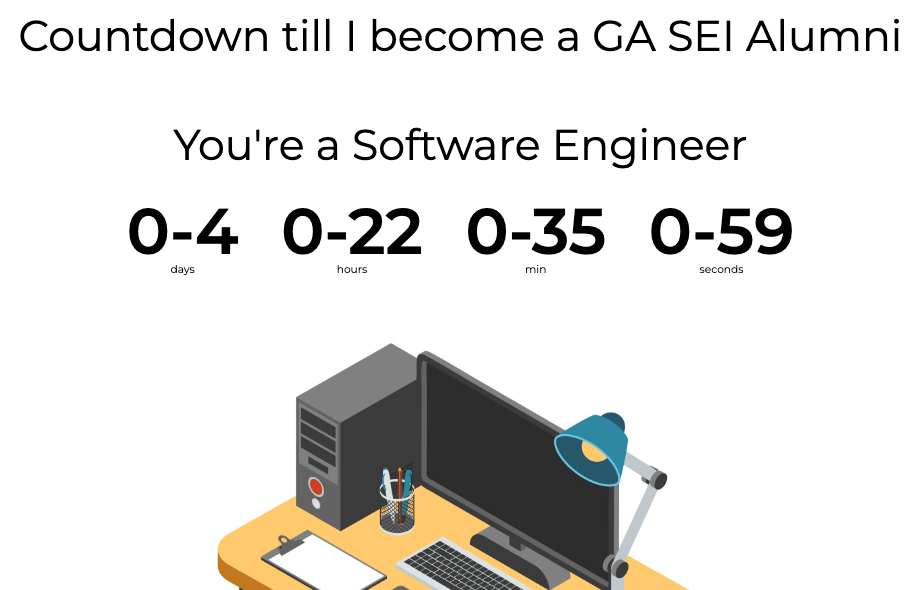 Countdown till I become a GA SEI Alumni
You're a Software Engineer
0-4 0-22 0-35 0-59
days hours min seconds